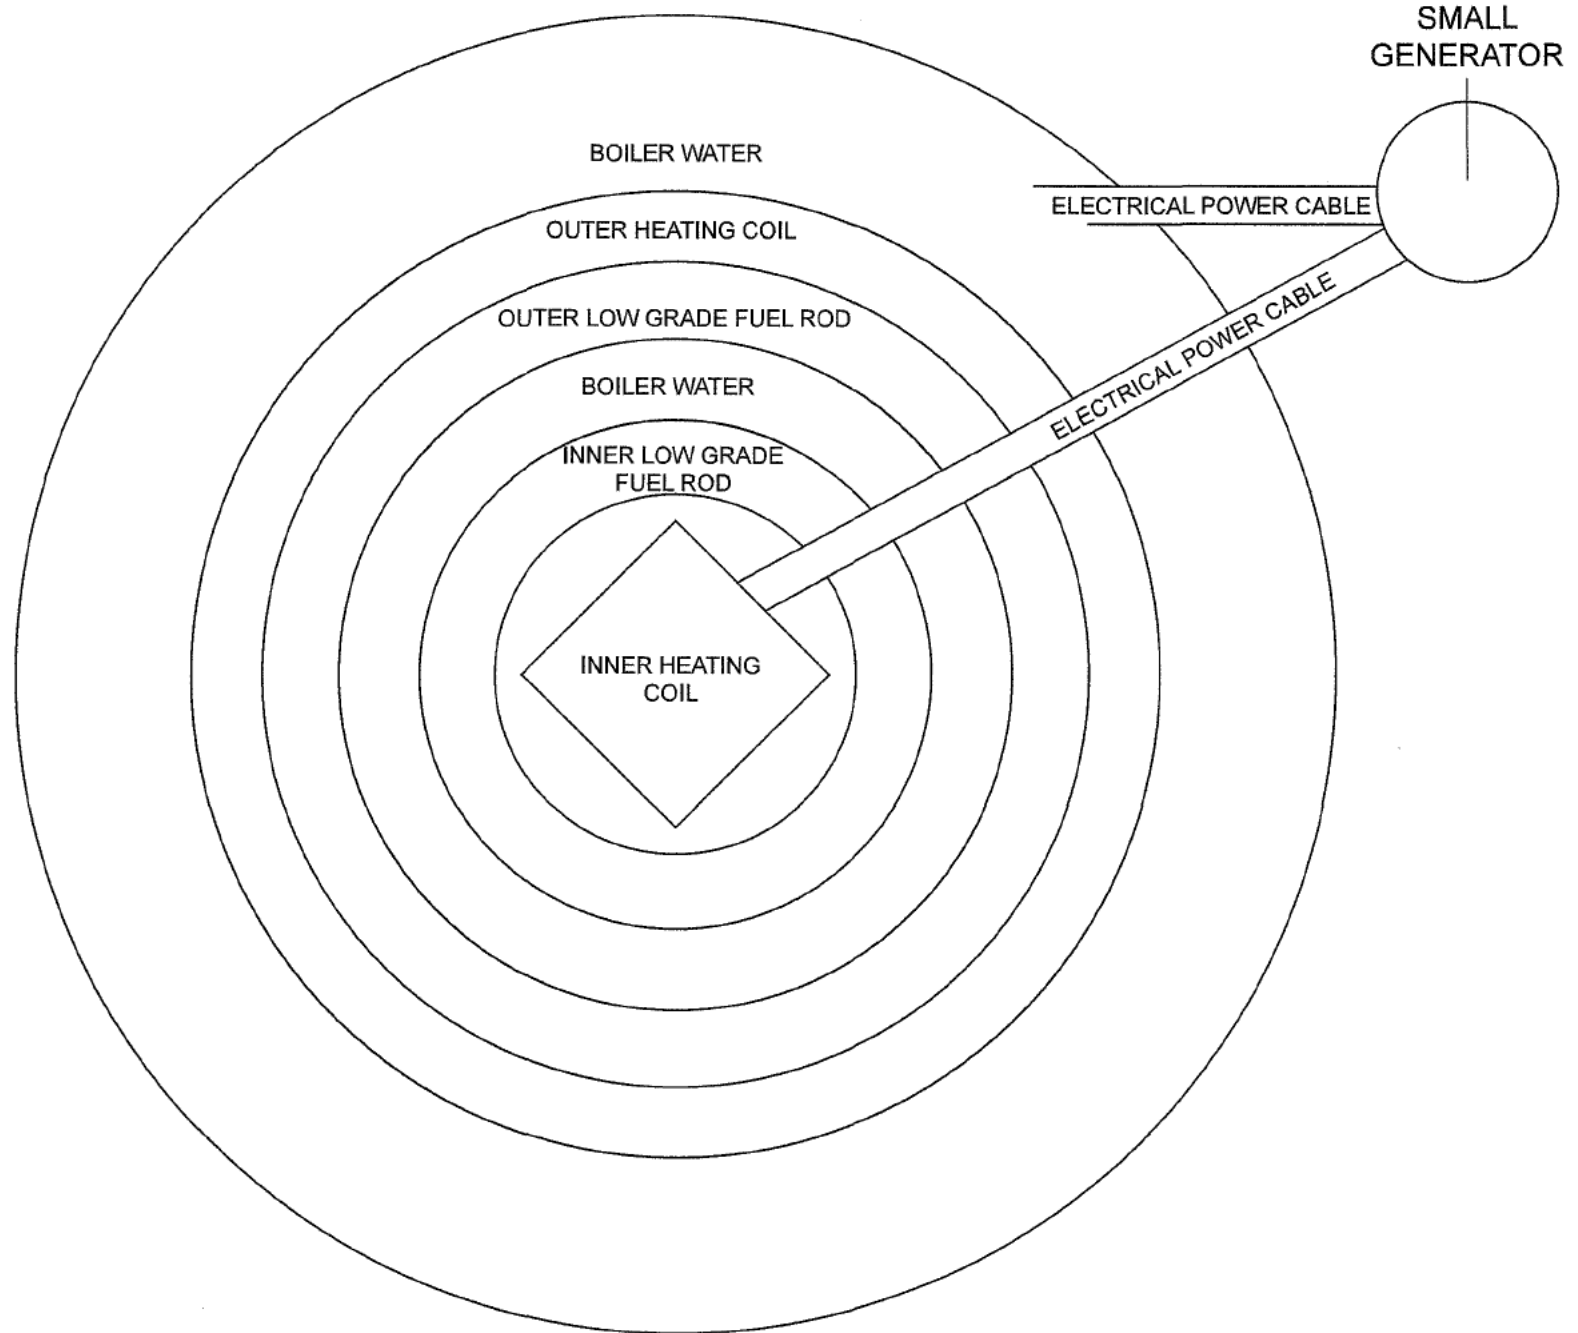 SMALL
GENERATOR
BOILER WATER
ELECTRICAL POWER CABLE
OUTER HEATING COIL
ELECTRICAL POWER CABLE
OUTER LOW GRADE FUEL ROD
BOILER WATER
INNER LOW GRADE
FUEL ROD
INNER HEATING
COIL